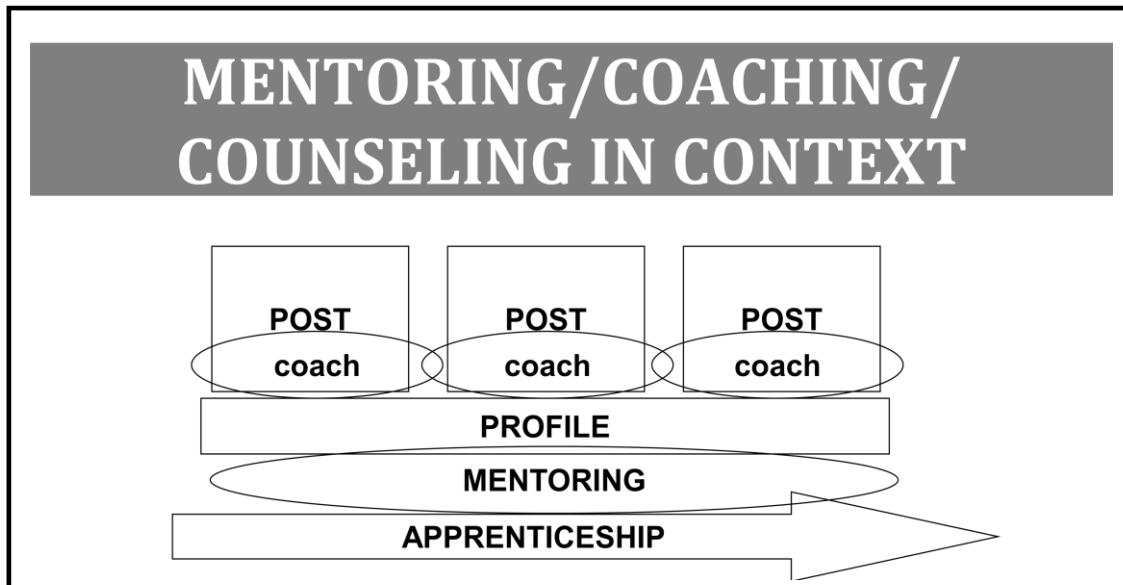 MENTORING/COACHING/
COUNSELING IN CONTEXT
POST POST POST
coach coach coach
PROFILE
MENTORING
APPRENTICESHIP